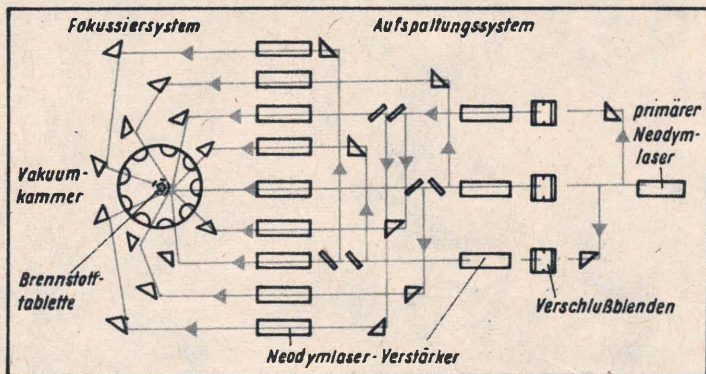 Fokussiersystem
Aufspaltungssystem
primärer
Neodym-
laser
Vakuum-
kammer
Brennstoff-
tablette
Verschlußblenden
Neodymlaser-Verstärker